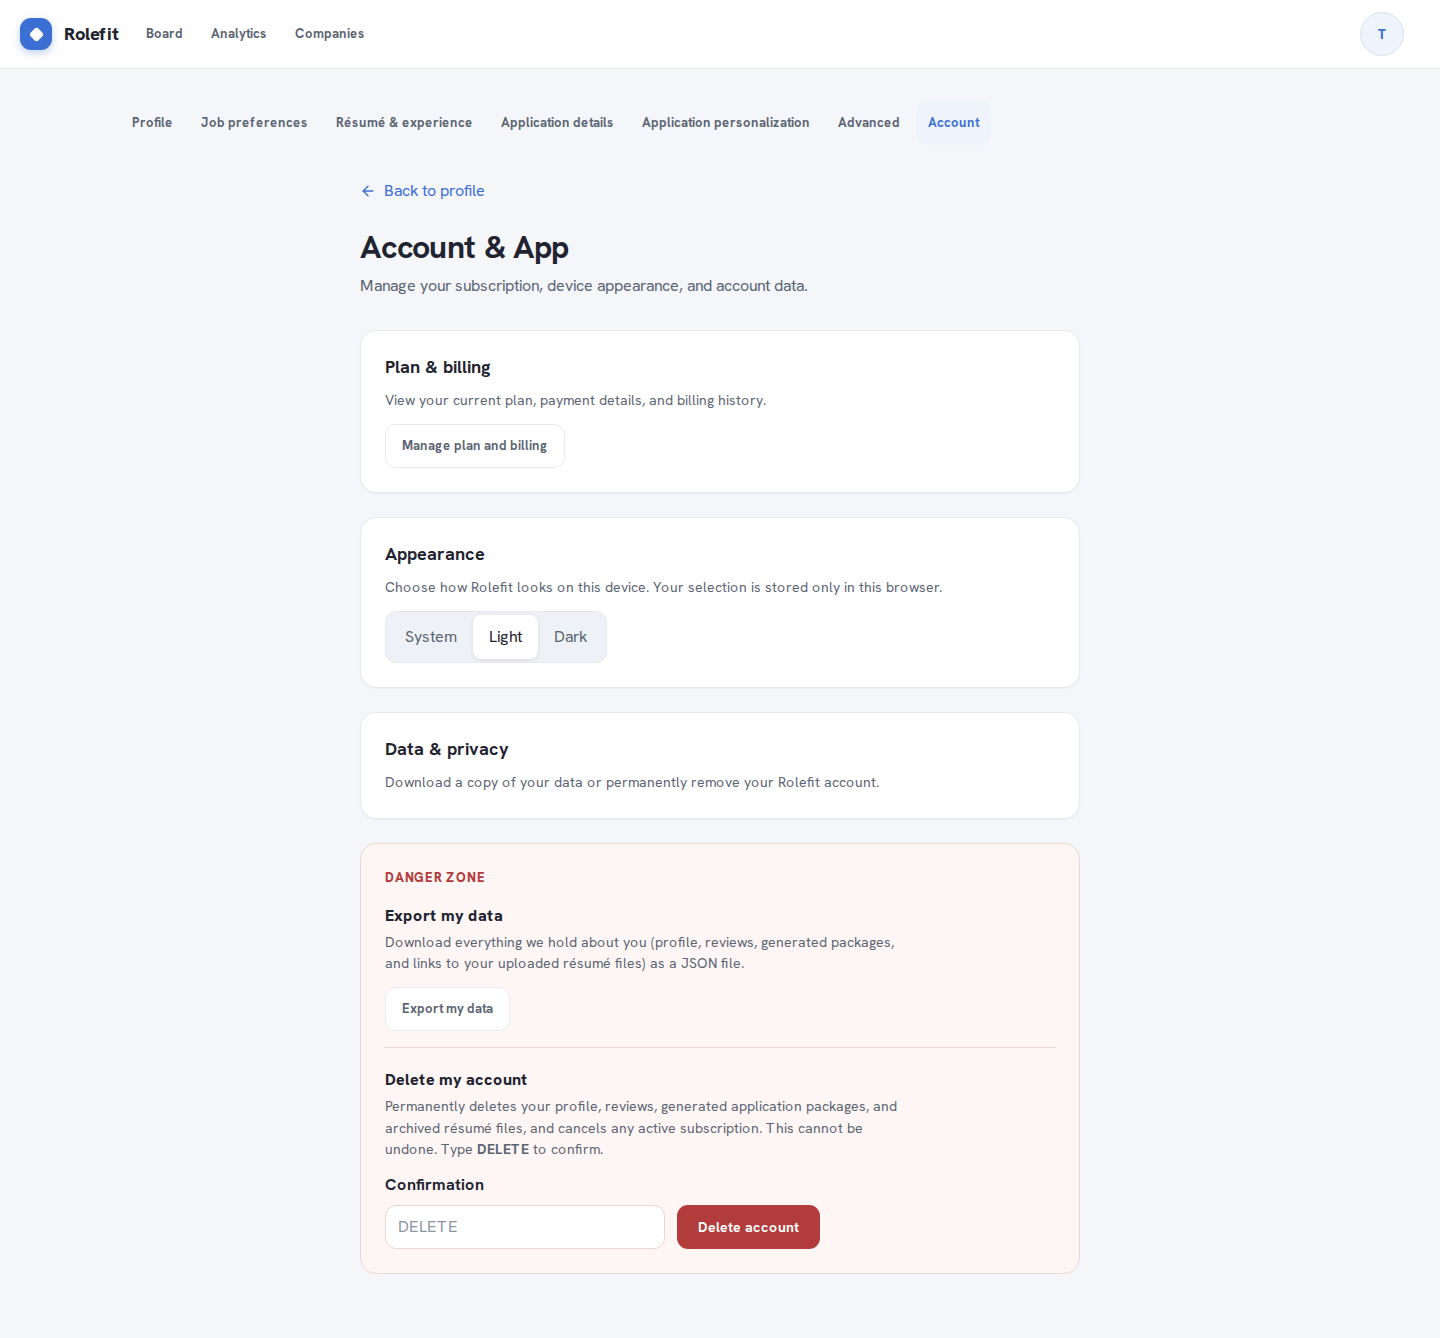 Rolefit
Board
Analytics
Companies
T
Profile
Job preferences
Résumé & experience
Application details
Application personalization
Advanced
Account
Back to profile
Account & App
Manage your subscription, device appearance, and account data.
Plan & billing
View your current plan, payment details, and billing history.
Manage plan and billing
Appearance
Choose how Rolefit looks on this device. Your selection is stored only in this browser.
System
Light
Dark
Data & privacy
Download a copy of your data or permanently remove your Rolefit account.
DANGER ZONE
Export my data
Download everything we hold about you (profile, reviews, generated packages,
and links to your uploaded résumé files) as a JSON file.
Export my data
Delete my account
Permanently deletes your profile, reviews, generated application packages, and
archived résumé files, and cancels any active subscription. This cannot be
undone. Type DELETE to confirm.
Confirmation
DELETE
Delete account